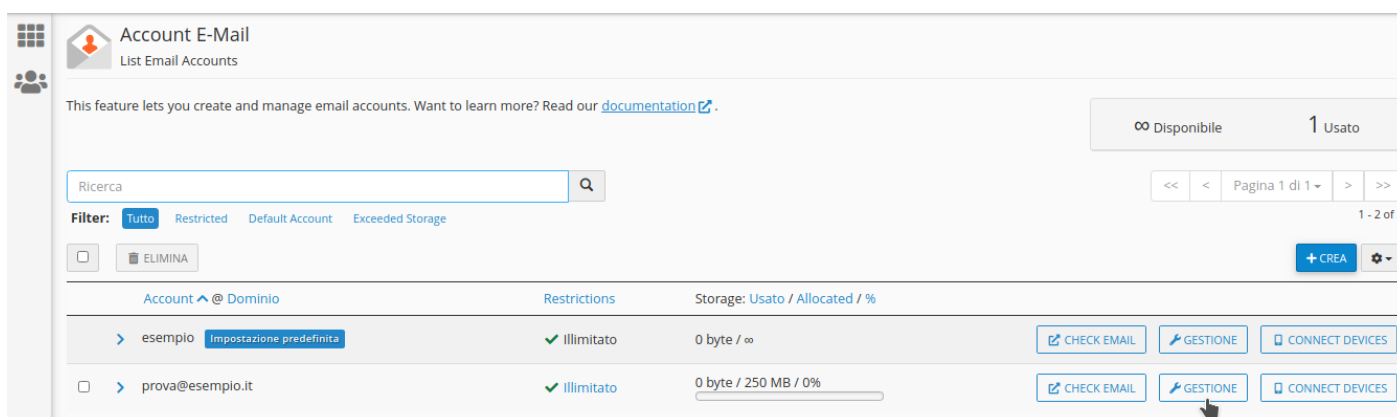 Account E-Mail
List Email Accounts
This feature lets you create and manage email accounts. Want to learn more? Read our documentation .
∞ Disponibile 1 Usato
Ricerca
<< < Pagina 1 di 1 > >>
Filter: Tutto Restricted Default Account Exceeded Storage
1 - 2 of
ELIMINA
+ CREA
Account @ Dominio Restrictions Storage: Usato / Allocated / %
esempio Impostazione predefinita Illimitato 0 byte / ∞ CHECK EMAIL GESTIONE CONNECT DEVICES
prova@esempio.it Illimitato 0 byte / 250 MB / 0% CHECK EMAIL GESTIONE CONNECT DEVICES